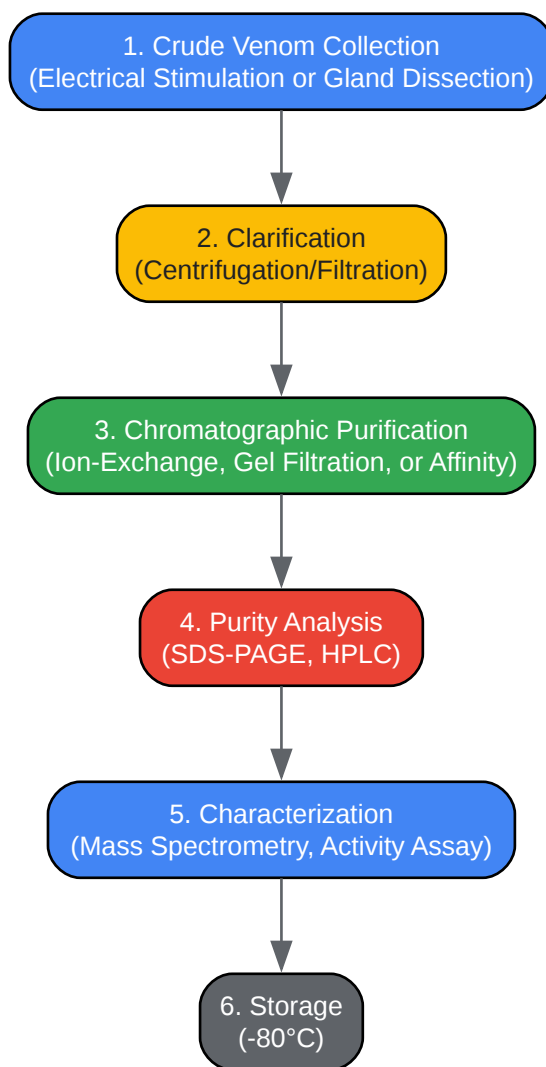 1. Crude Venom Collection
(Electrical Stimulation or Gland Dissection)
2. Clarification
(Centrifugation/Filtration)
3. Chromatographic Purification
(Ion-Exchange, Gel Filtration, or Affinity)
4. Purity Analysis
(SDS-PAGE, HPLC)
5. Characterization
(Mass Spectrometry, Activity Assay)
6. Storage
(-80°C)